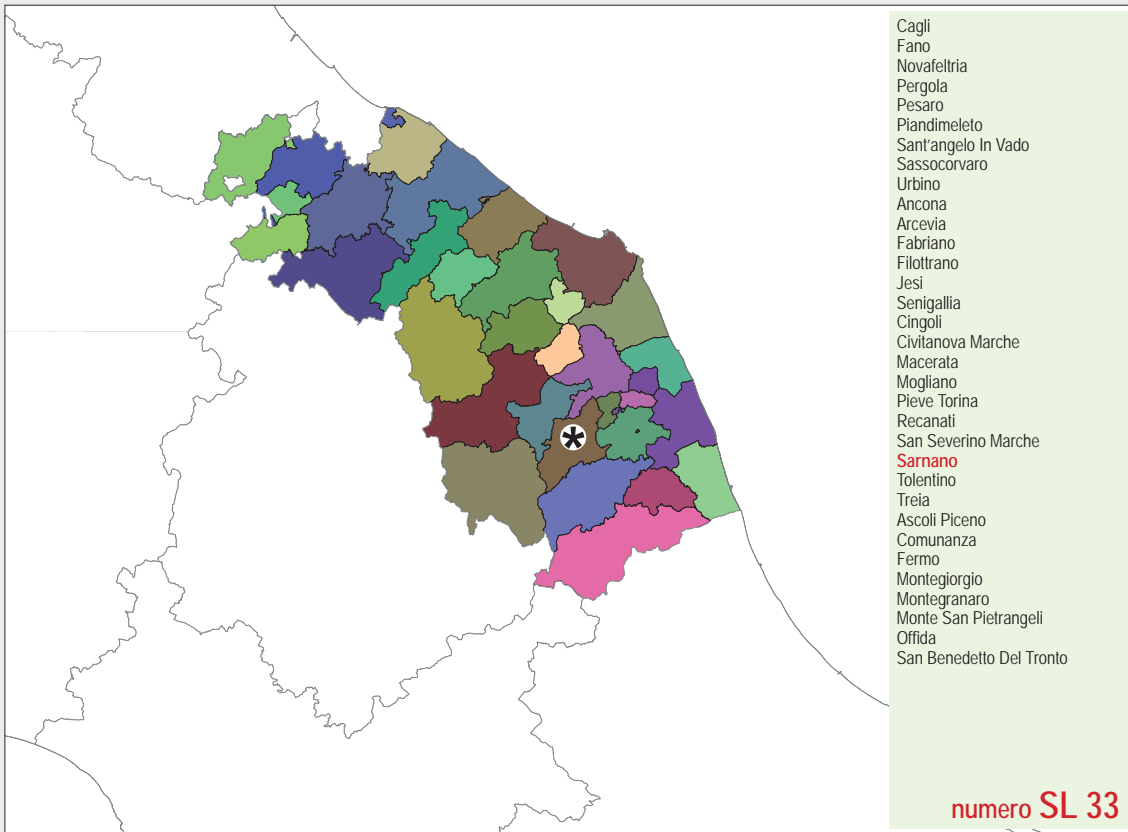 Cagli
Fano
Novafeltria
Pergola
Pesaro
Piandimeleto
Sant'angelo In Vado
Sassocorvaro
Urbino
Ancona
Arcevia
Fabriano
Filottrano
Jesi
Senigallia
Cingoli
Civitanova Marche
Macerata
Mogliano
Pieve Torina
Recanati
San Severino Marche
Sarnano
Tolentino
Treia
Ascoli Piceno
Comunanza
Fermo
Montegiorgio
Montegranaro
Monte San Pietrangeli
Offida
San Benedetto Del Tronto
numero SL 33